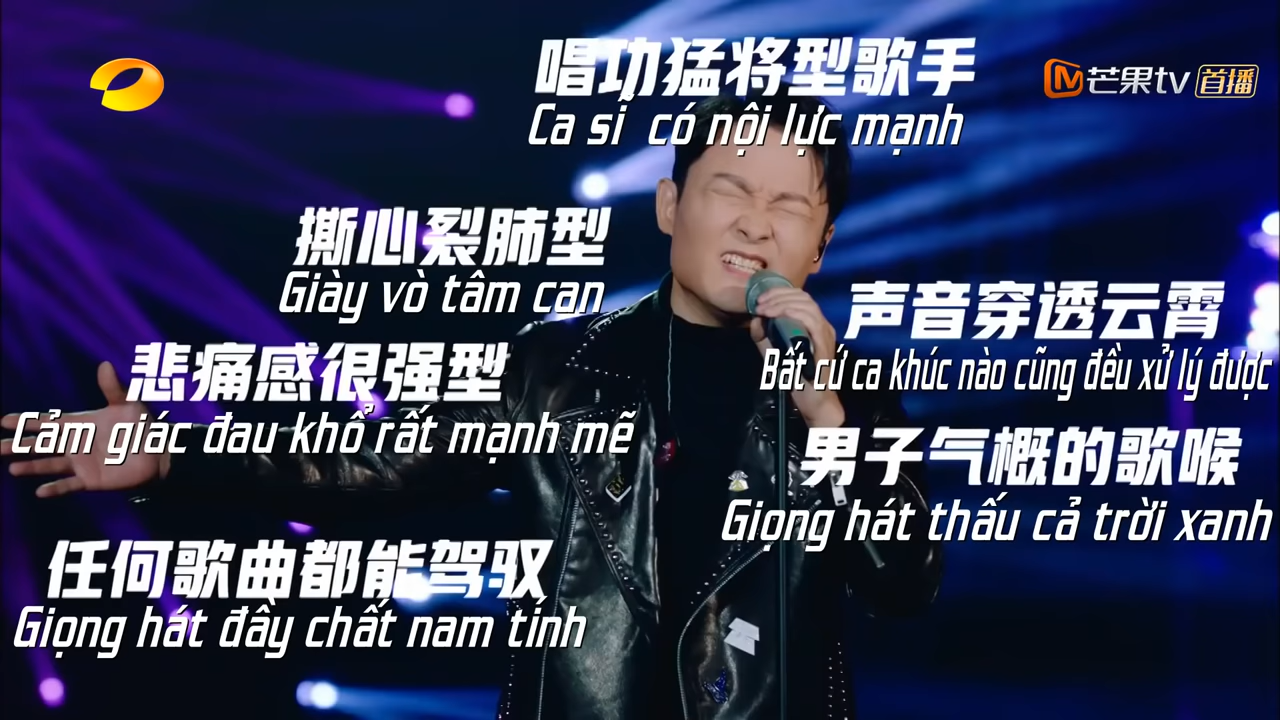 芒果tv 首播
唱功猛将型歌手
Ca sĩ có nội lực mạnh
撕心裂肺型
Giày vò tâm can
声音穿透云霄
Bất cứ ca khúc nào cũng đều xử lý được
悲痛感很强型
Cảm giác đau khổ rất mạnh mẽ
男子气概的歌喉
Giọng hát thấu cả trời xanh
任何歌曲都能驾驭
Giọng hát đầy chất nam tính